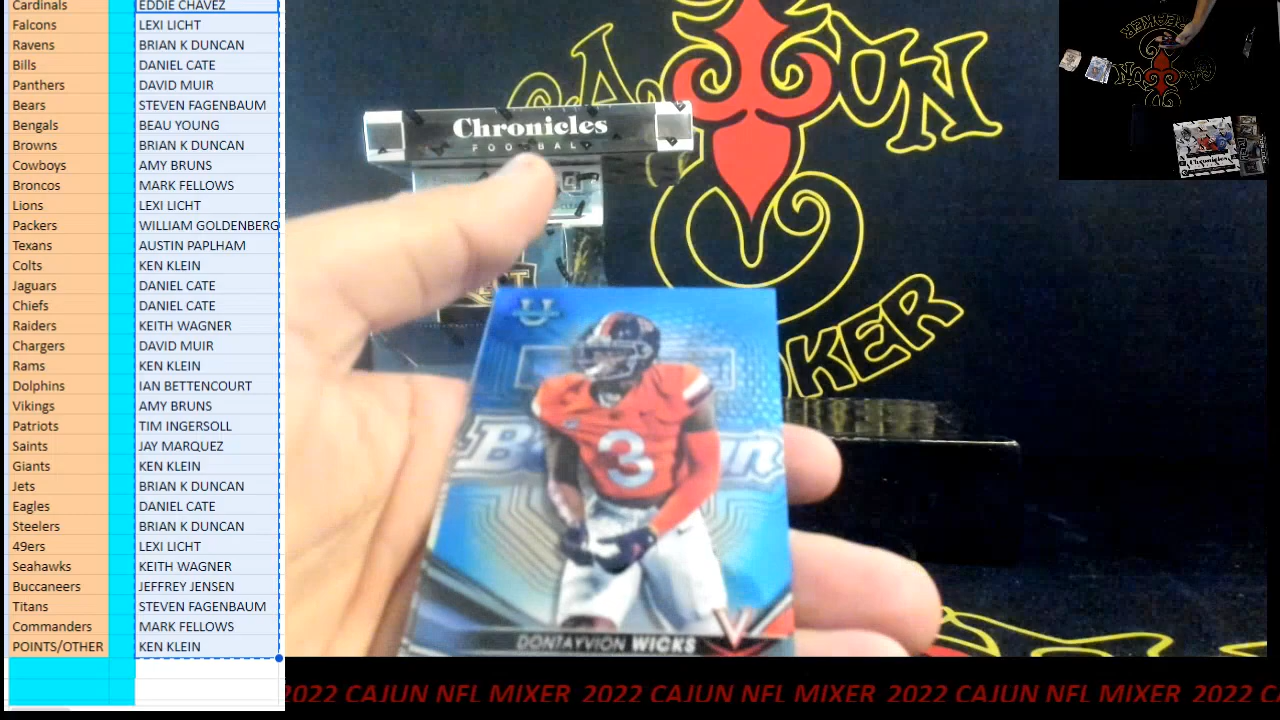 Cardinals EDDIE CHAVEZ
Falcons LEXI LICHT
Ravens BRIAN K DUNCAN
Bills DANIEL CATE
Panthers DAVID MUIR
Bears STEVEN FAGENBAUM
Bengals BEAU YOUNG
Browns BRIAN K DUNCAN
Cowboys AMY BRUNS
Broncos MARK FELLOWS
Lions LEXI LICHT
Packers WILLIAM GOLDENBERG
Texans AUSTIN PAPLHAM
Colts KEN KLEIN
Jaguars DANIEL CATE
Chiefs DANIEL CATE
Raiders KEITH WAGNER
Chargers DAVID MUIR
Rams KEN KLEIN
Dolphins IAN BETTENCOURT
Vikings AMY BRUNS
Patriots TIM INGERSOLL
Saints JAY MARQUEZ
Giants KEN KLEIN
Jets BRIAN K DUNCAN
Eagles DANIEL CATE
Steelers BRIAN K DUNCAN
49ers LEXI LICHT
Seahawks KEITH WAGNER
Buccaneers JEFFREY JENSEN
Titans STEVEN FAGENBAUM
Commanders MARK FELLOWS
POINTS/OTHER KEN KLEIN
Chronicles
FOOTBALL
U
3
DONTAYVION WICKS
V
Chronicles
2022 CAJUN NFL MIXER 2022 CAJUN NFL MIXER 2022 CAJUN NFL MIXER 2022 C